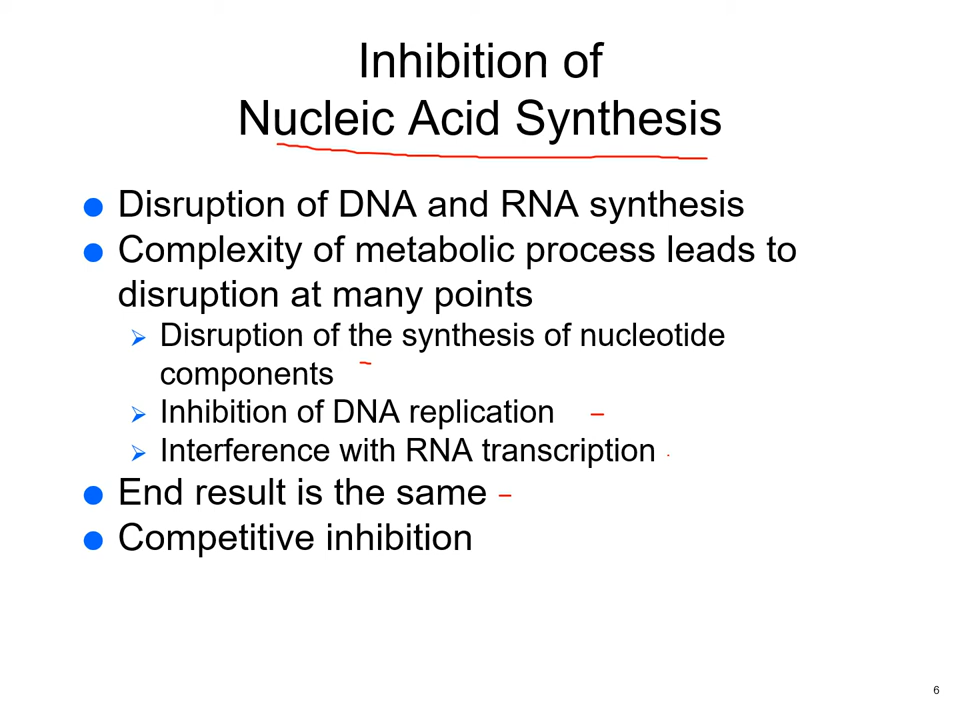 Inhibition of
Nucleic Acid Synthesis
Disruption of DNA and RNA synthesis
Complexity of metabolic process leads to
disruption at many points
Disruption of the synthesis of nucleotide
components
Inhibition of DNA replication
Interference with RNA transcription
End result is the same
Competitive inhibition
6